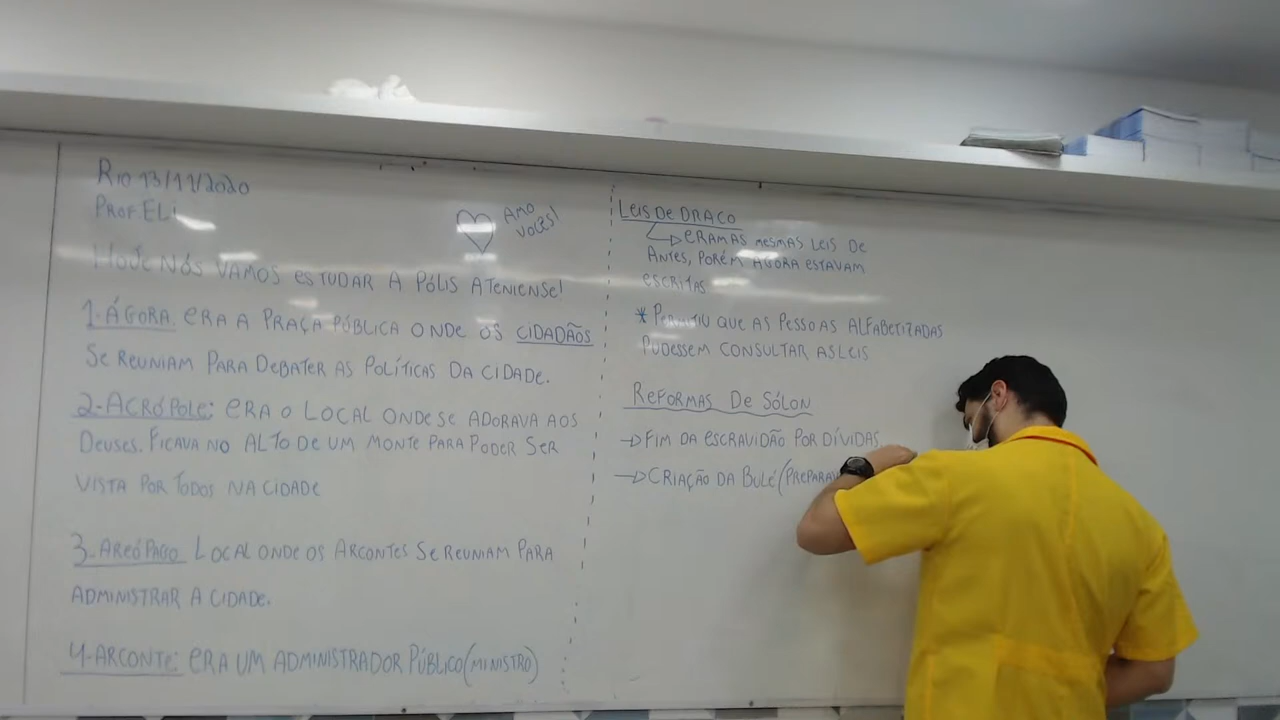 RIO 13/11/2020
PROF ELI
AMO
VOCÊS!
HOJE NÓS VAMOS ESTUDAR A PÓLIS ATENIENSE!
1-ÁGORA: ERA A PRAÇA PÚBLICA ONDE OS CIDADÃOS
SE REUNIAM PARA DEBATER AS POLÍTICAS DA CIDADE.
2-ACRÓPOLE: ERA O LOCAL ONDE SE ADORAVA AOS
DEUSES. FICAVA NO ALTO DE UM MONTE PARA PODER SER
VISTA POR TODOS NA CIDADE
3-AREÓPAGO LOCAL ONDE OS ARCONTES SE REUNIAM PARA
ADMINISTRAR A CIDADE.
4-ARCONTE: ERA UM ADMINISTRADOR PÚBLICO (MINISTRO)
LEIS DE DRACO
→ ERAM AS MESMAS LEIS DE
ANTES, PORÉM AGORA ESTAVAM
ESCRITAS
* PERMITIU QUE AS PESSOAS ALFABETIZADAS
PUDESSEM CONSULTAR AS LEIS
REFORMAS DE SÓLON
→ FIM DA ESCRAVIDÃO POR DÍVIDAS
→ CRIAÇÃO DA BULÉ (PREPARAV